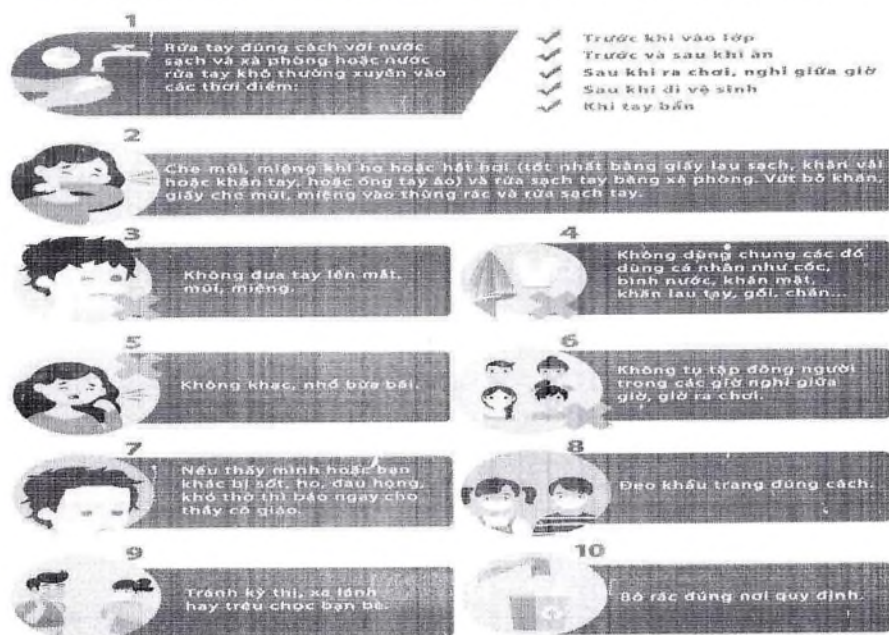 1
Rửa tay đúng cách với nước
sạch và xà phòng hoặc nước
rửa tay khô thường xuyên vào
các thời điểm:
Trước khi vào lớp
Trước và sau khi ăn
Sau khi ra chơi, nghỉ giữa giờ
Sau khi đi vệ sinh
Khi tay bẩn
2
Che mũi, miệng khi ho hoặc hắt hơi (tốt nhất bằng giấy lau sạch, khăn vải
hoặc khăn tay, hoặc ống tay áo) và rửa sạch tay bằng xà phòng. Vứt bỏ khăn,
giấy che mũi, miệng vào thùng rác và rửa sạch tay.
3
Không đưa tay lên mắt,
mũi, miệng.
4
Không dùng chung các đồ
dùng cá nhân như cốc,
bình nước, khăn mặt,
khăn lau tay, gối, chăn...
5
Không khạc, nhổ bừa bãi.
6
Không tụ tập đông người
trong các giờ nghỉ giữa
giờ, giờ ra chơi.
7
Nếu thấy mình hoặc bạn
khác bị sốt, ho, đau họng,
khó thở thì báo ngay cho
thầy cô giáo.
8
Đeo khẩu trang đúng cách.
9
Tránh kỳ thị, xa lánh
hay trêu chọc bạn bè.
10
Bỏ rác đúng nơi quy định.